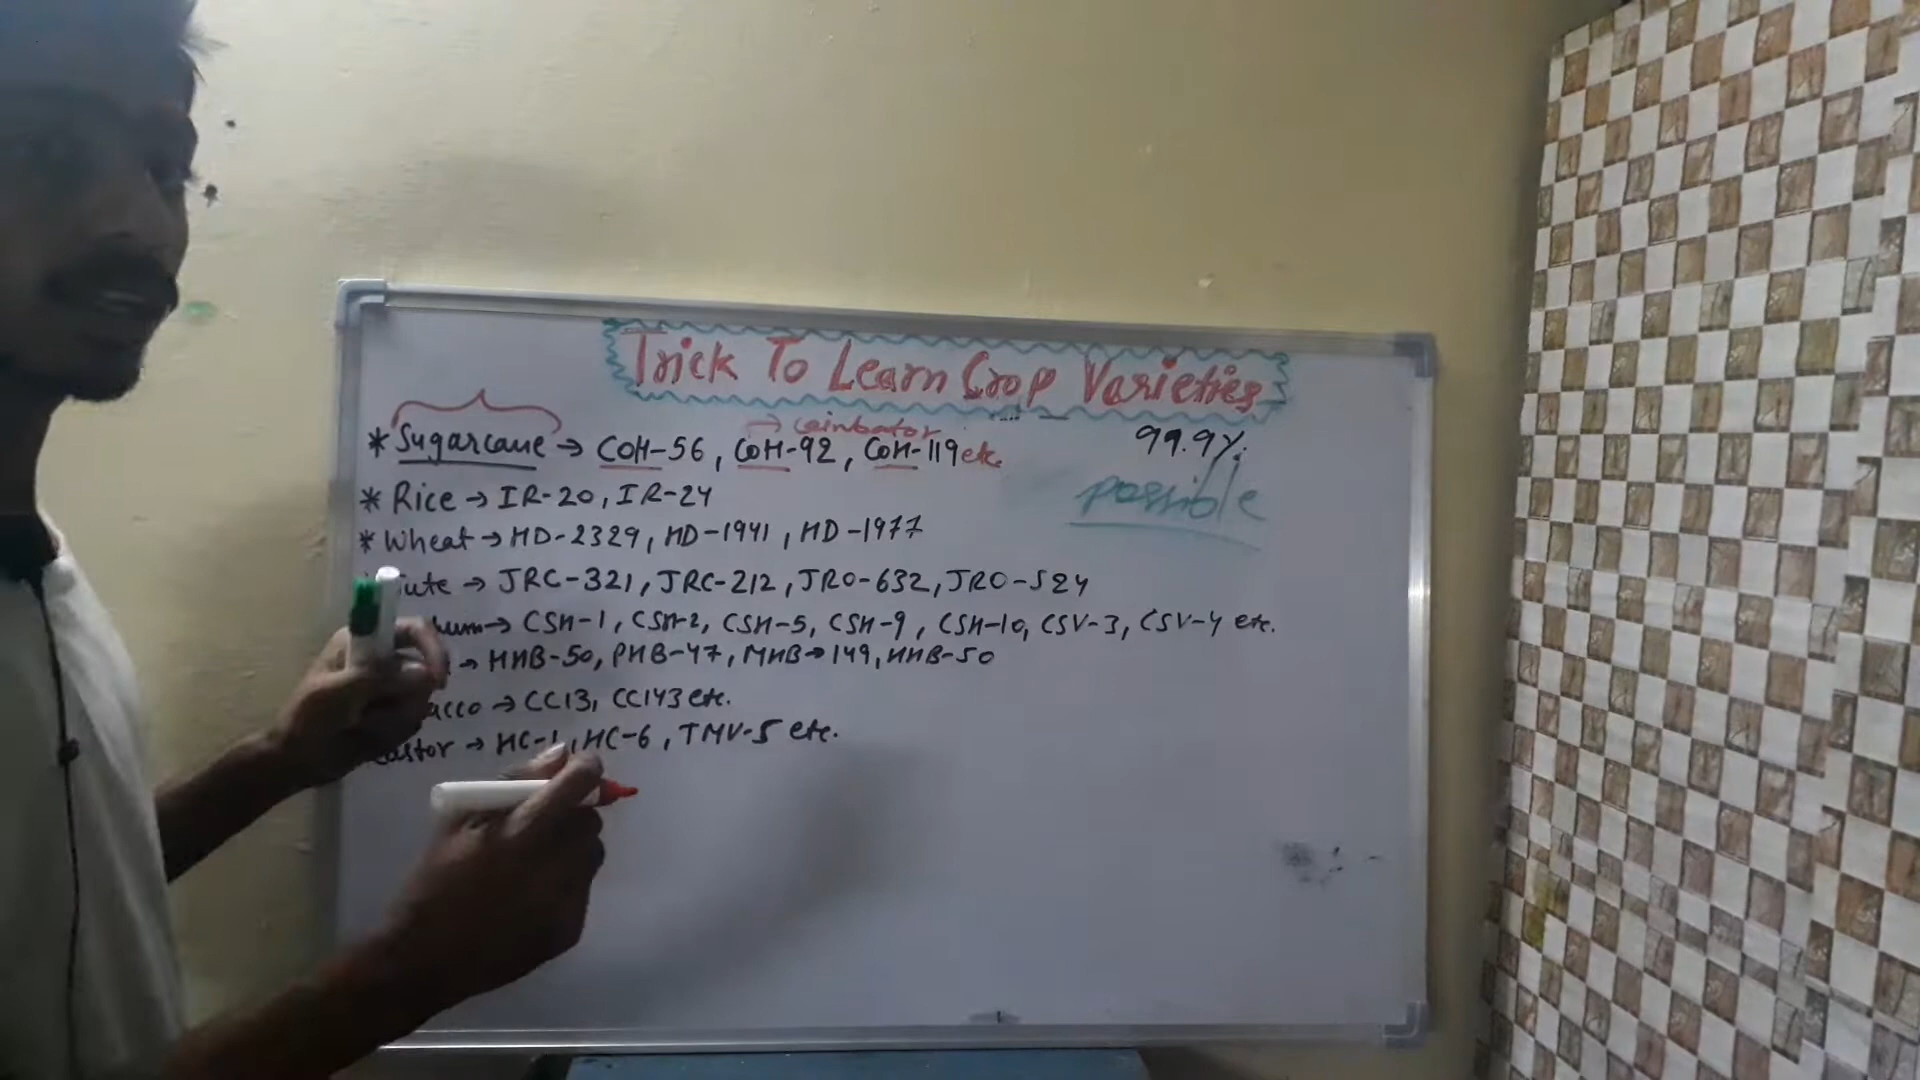 Trick To Learn Crop Varieties
→ Coinbator
* Sugarcane → COH-56, COH-92, COH-119 etc.
99.9%
possible
* Rice → IR-20, IR-24
* Wheat → HD-2329, HD-1941, HD-1977
Jute → JRC-321, JRC-212, JRO-632, JRO-524
hum → CSH-1, CSH-2, CSH-5, CSH-9, CSH-10, CSV-3, CSV-4 etc.
→ HHB-50, PHB-47, MHB → 149, HHB-50
acco → CC13, CC143 etc.
Castor → HC-1, HC-6, TMV-5 etc.